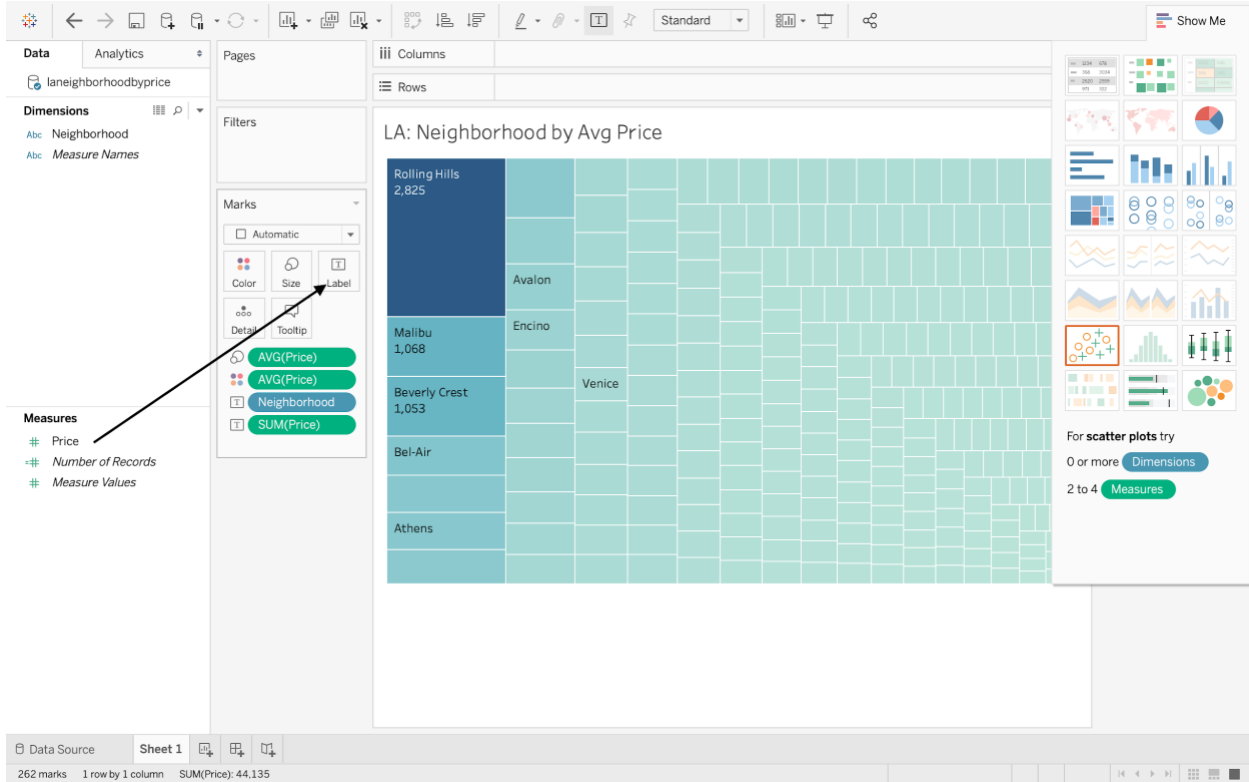 Standard
Show Me
Data
Analytics
laneighborhoodbyprice
Dimensions
Abc Neighborhood
Abc Measure Names
Measures
# Price
=# Number of Records
# Measure Values
Pages
Filters
Marks
Automatic
Color Size Label
Detail Tooltip
AVG(Price)
AVG(Price)
Neighborhood
SUM(Price)
Columns
Rows
LA: Neighborhood by Avg Price
Rolling Hills
2,825
Malibu
1,068
Beverly Crest
1,053
Bel-Air
Athens
Avalon
Encino
Venice
For scatter plots try
0 or more Dimensions
2 to 4 Measures
Data Source
Sheet 1
262 marks 1 row by 1 column SUM(Price): 44,135